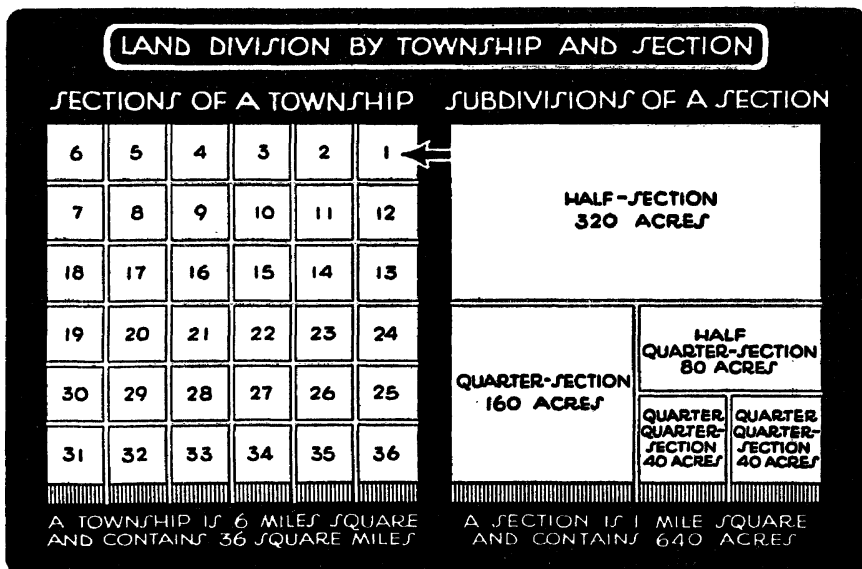 LAND DIVISION BY TOWNSHIP AND SECTION
SECTIONS OF A TOWNSHIP
6 5 4 3 2 1
7 8 9 10 11 12
18 17 16 15 14 13
19 20 21 22 23 24
30 29 28 27 26 25
31 32 33 34 35 36
A TOWNSHIP IS 6 MILES SQUARE
AND CONTAINS 36 SQUARE MILES
SUBDIVISIONS OF A SECTION
HALF-SECTION
320 ACRES
QUARTER-SECTION
160 ACRES
HALF
QUARTER-SECTION
80 ACRES
QUARTER
QUARTER-
SECTION
40 ACRES
QUARTER
QUARTER-
SECTION
40 ACRES
A SECTION IS 1 MILE SQUARE
AND CONTAINS 640 ACRES